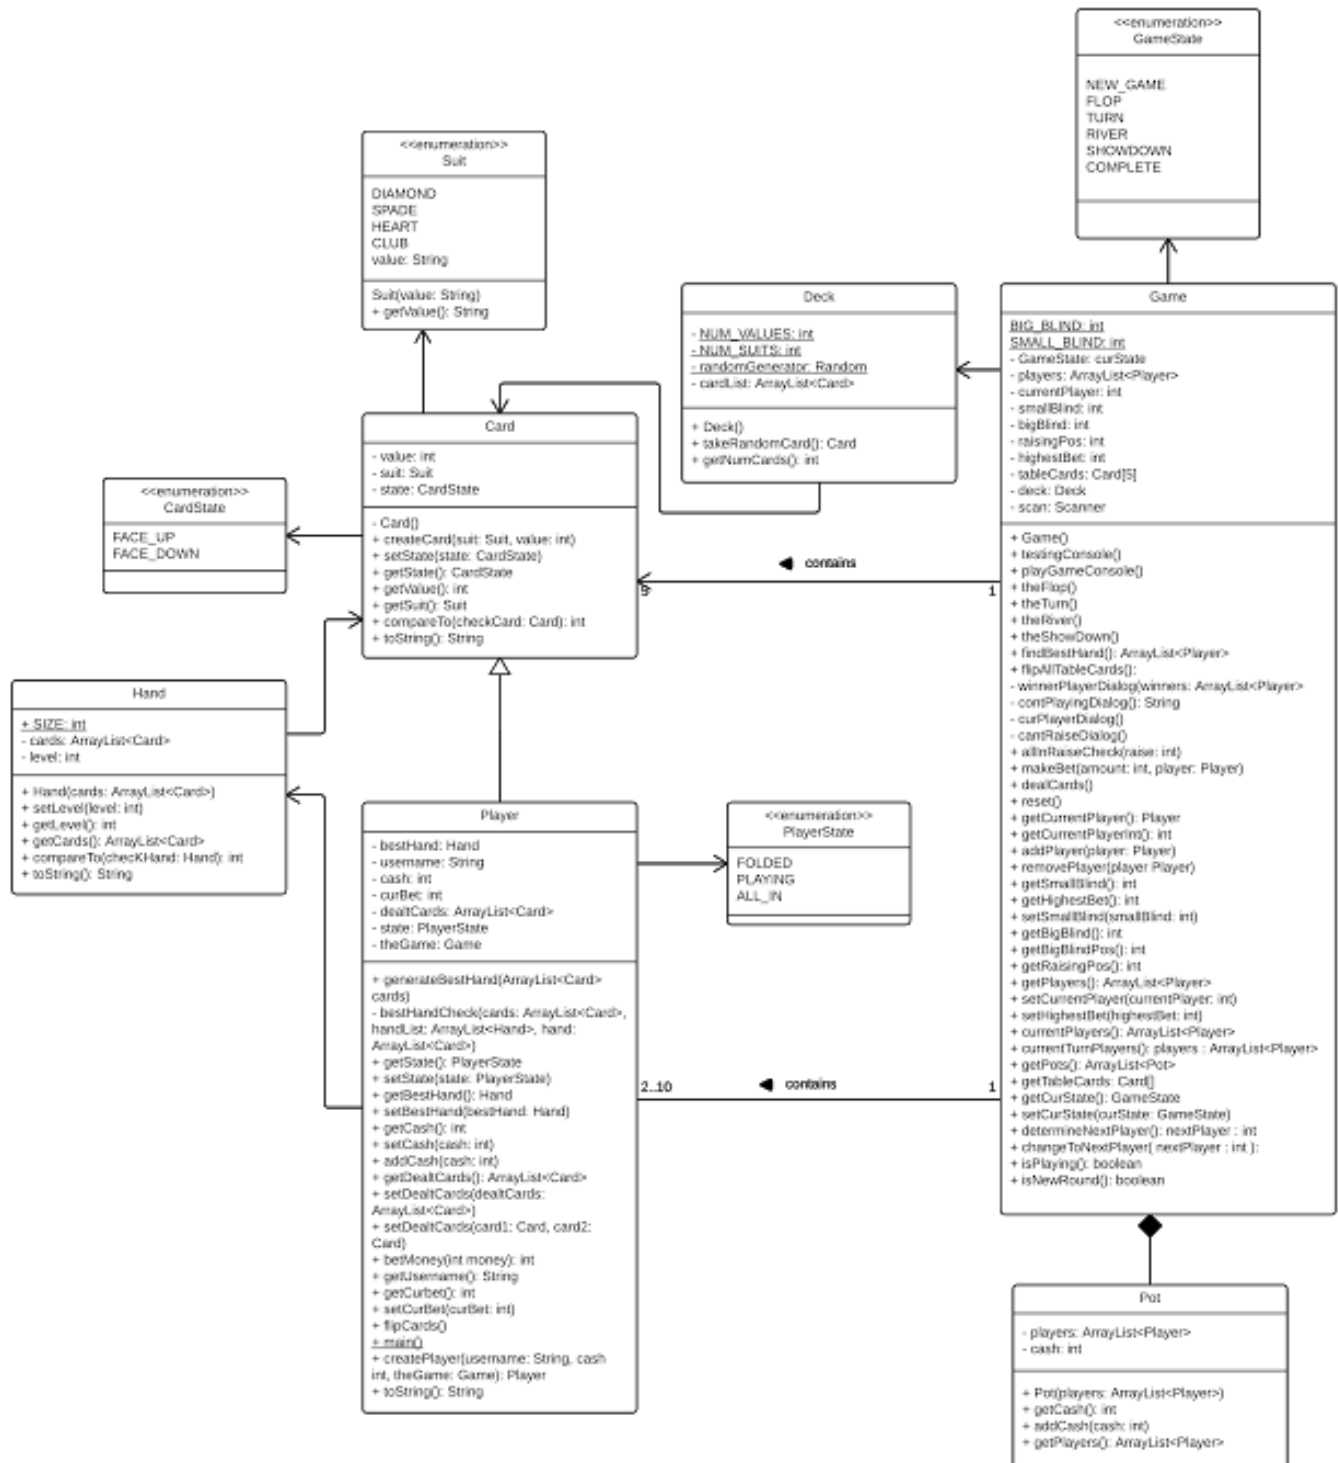 <<enumeration>>
GameState
NEW_GAME
FLOP
TURN
RIVER
SHOWDOWN
COMPLETE
<<enumeration>>
Suit
DIAMOND
SPADE
HEART
CLUB
value: String
Suit(value: String)
+ getValue(): String
Deck
- NUM_VALUES: int
- NUM_SUITS: int
- randomGenerator: Random
- cardList: ArrayList<Card>
+ Deck()
+ takeRandomCard(): Card
+ getNumCards(): int
Game
BIG_BLIND: int
SMALL_BLIND: int
- GameState: curState
- players: ArrayList<Player>
- currentPlayer: int
- smallBlind: int
- bigBlind: int
- raisingPos: int
- highestBet: int
- tableCards: Card[5]
- deck: Deck
- scan: Scanner
+ Game()
+ testingConsole()
+ playGameConsole()
+ theFlop()
+ theTurn()
+ theRiver()
+ theShowDown()
+ findBestHand(): ArrayList<Player>
+ flipAllTableCards():
- winnerPlayerDialog(winners: ArrayList<Player>
- contPlayingDialog(): String
- curPlayerDialog()
- cantRaiseDialog()
+ allInRaiseCheck(raise: int)
+ makeBet(amount: int, player: Player)
+ dealCards()
+ reset()
+ getCurrentPlayer(): Player
+ getCurrentPlayerInt(): int
+ addPlayer(player: Player)
+ removePlayer(player Player)
+ getSmallBlind(): int
+ getHighestBet(): int
+ setSmallBlind(smallBlind: int)
+ getBigBlind(): int
+ getBigBlindPos(): int
+ getRaisingPos(): int
+ getPlayers(): ArrayList<Player>
+ setCurrentPlayer(currentPlayer: int)
+ setHighestBet(highestBet: int)
+ currentPlayers(): ArrayList<Player>
+ currentTurnPlayers(): players : ArrayList<Player>
+ getPots(): ArrayList<Pot>
+ getTableCards: Card[]
+ getCurState(): GameState
+ setCurState(curState: GameState)
+ determineNextPlayer(): nextPlayer : int
+ changeToNextPlayer( nextPlayer : int ):
+ isPlaying(): boolean
+ isNewRound(): boolean
Card
- value: int
- suit: Suit
- state: CardState
- Card()
+ createCard(suit: Suit, value: int)
+ setState(state: CardState)
+ getState(): CardState
+ getValue(): int
+ getSuit(): Suit
+ compareTo(checkCard: Card): int
+ toString(): String
<<enumeration>>
CardState
FACE_UP
FACE_DOWN
contains
5
1
Hand
+ SIZE: int
- cards: ArrayList<Card>
- level: int
+ Hand(cards: ArrayList<Card>)
+ setLevel(level: int)
+ getLevel(): int
+ getCards(): ArrayList<Card>
+ compareTo(checKHand: Hand): int
+ toString(): String
Player
- bestHand: Hand
- username: String
- cash: int
- curBet: int
- dealtCards: ArrayList<Card>
- state: PlayerState
- theGame: Game
+ generateBestHand(ArrayList<Card>
cards)
- bestHandCheck(cards: ArrayList<Card>,
handList: ArrayList<Hand>, hand:
ArrayList<Card>)
+ getState(): PlayerState
+ setState(state: PlayerState)
+ getBestHand(): Hand
+ setBestHand(bestHand: Hand)
+ getCash(): int
+ setCash(cash: int)
+ addCash(cash: int)
+ getDealtCards(): ArrayList<Card>
+ setDealtCards(dealtCards:
ArrayList<Card>)
+ setDealtCards(card1: Card, card2:
Card)
+ betMoney(int money): int
+ getUsername(): String
+ getCurbet(): int
+ setCurBet(curBet: int)
+ flipCards()
+ main()
+ createPlayer(username: String, cash
int, theGame: Game): Player
+ toString(): String
<<enumeration>>
PlayerState
FOLDED
PLAYING
ALL_IN
2..10
contains
1
Pot
- players: ArrayList<Player>
- cash: int
+ Pot(players: ArrayList<Player>)
+ getCash(): int
+ addCash(cash: int)
+ getPlayers(): ArrayList<Player>